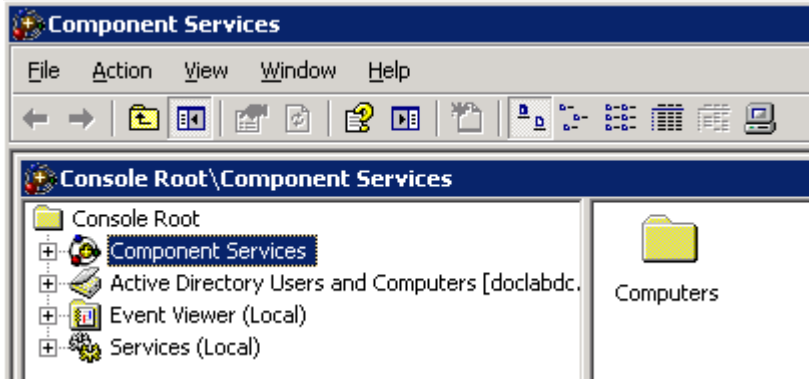 Component Services
File Action View Window Help
Console Root\Component Services
Console Root
Component Services
Active Directory Users and Computers [doclabdc.
Event Viewer (Local)
Services (Local)
Computers